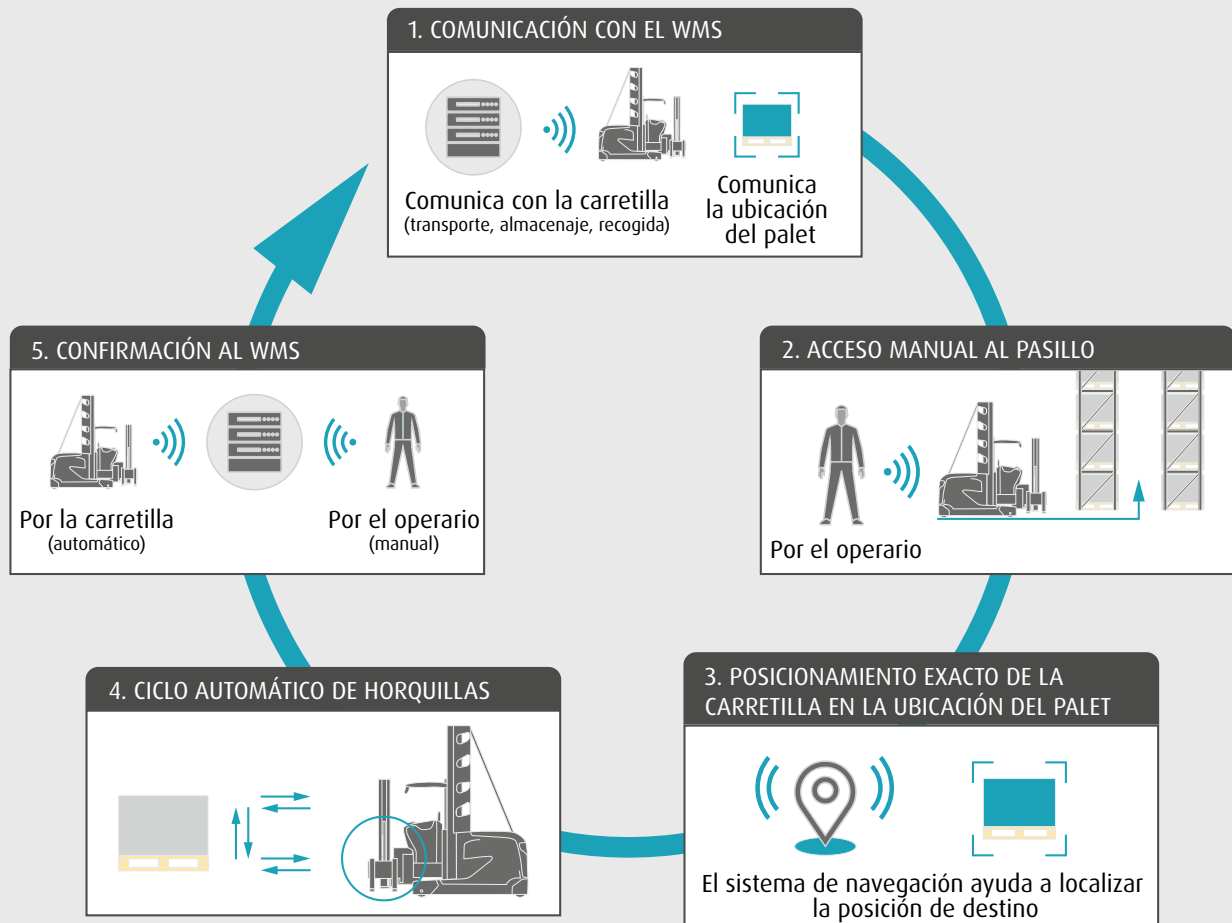 1. COMUNICACIÓN CON EL WMS
Comunica con la carretilla
(transporte, almacenaje, recogida)
Comunica
la ubicación
del palet
2. ACCESO MANUAL AL PASILLO
Por el operario
3. POSICIONAMIENTO EXACTO DE LA
CARRETILLA EN LA UBICACIÓN DEL PALET
El sistema de navegación ayuda a localizar
la posición de destino
4. CICLO AUTOMÁTICO DE HORQUILLAS
5. CONFIRMACIÓN AL WMS
Por la carretilla
(automático)
Por el operario
(manual)